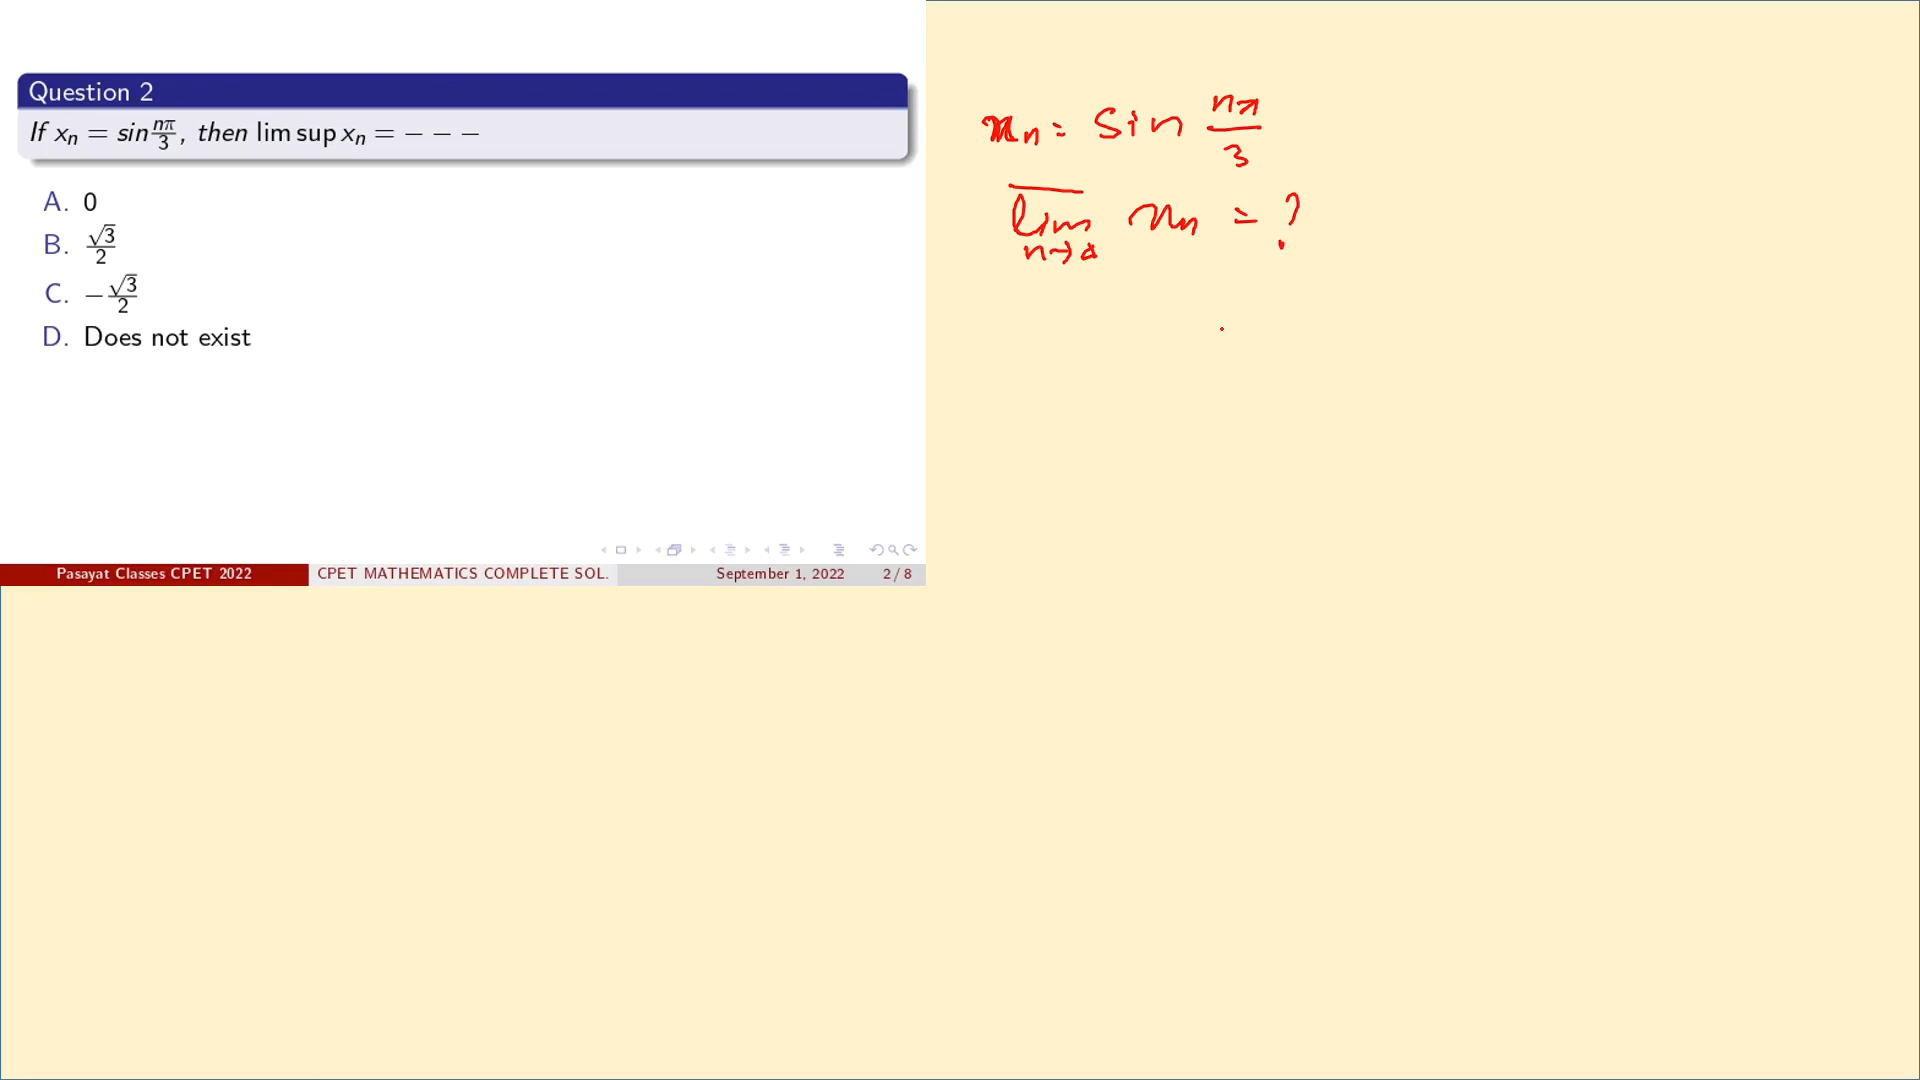 Question 2
If xₙ = sin nπ/3, then lim sup xₙ = − − −
A. 0
B. √3/2
C. −√3/2
D. Does not exist
Pasayat Classes CPET 2022 CPET MATHEMATICS COMPLETE SOL. September 1, 2022 2 / 8
xₙ = Sin nπ/3
l̅i̅m̅ n→∞ xₙ = ?